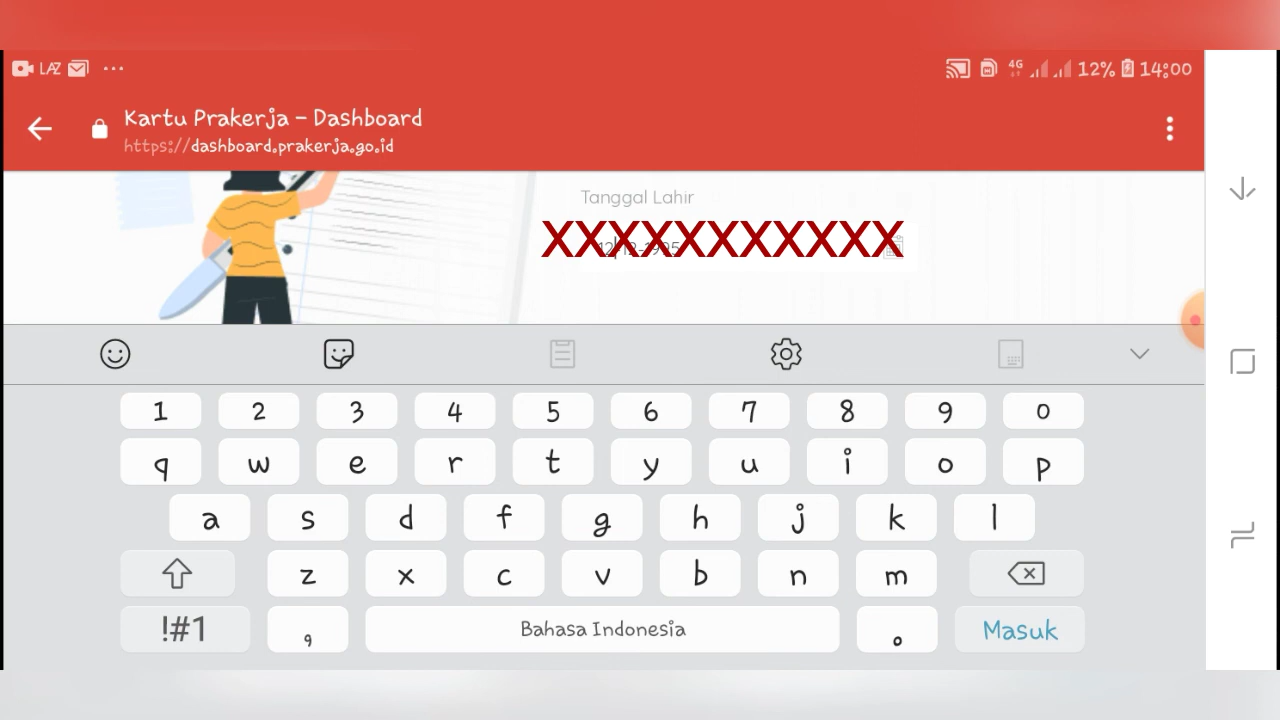 LAZ ... 4G 12% 14:00
Kartu Prakerja - Dashboard
https://dashboard.prakerja.go.id
Tanggal Lahir
XXXXXXXXXXX
1 2 3 4 5 6 7 8 9 0
q w e r t y u i o p
a s d f g h j k l
z x c v b n m
!#1 , Bahasa Indonesia . Masuk